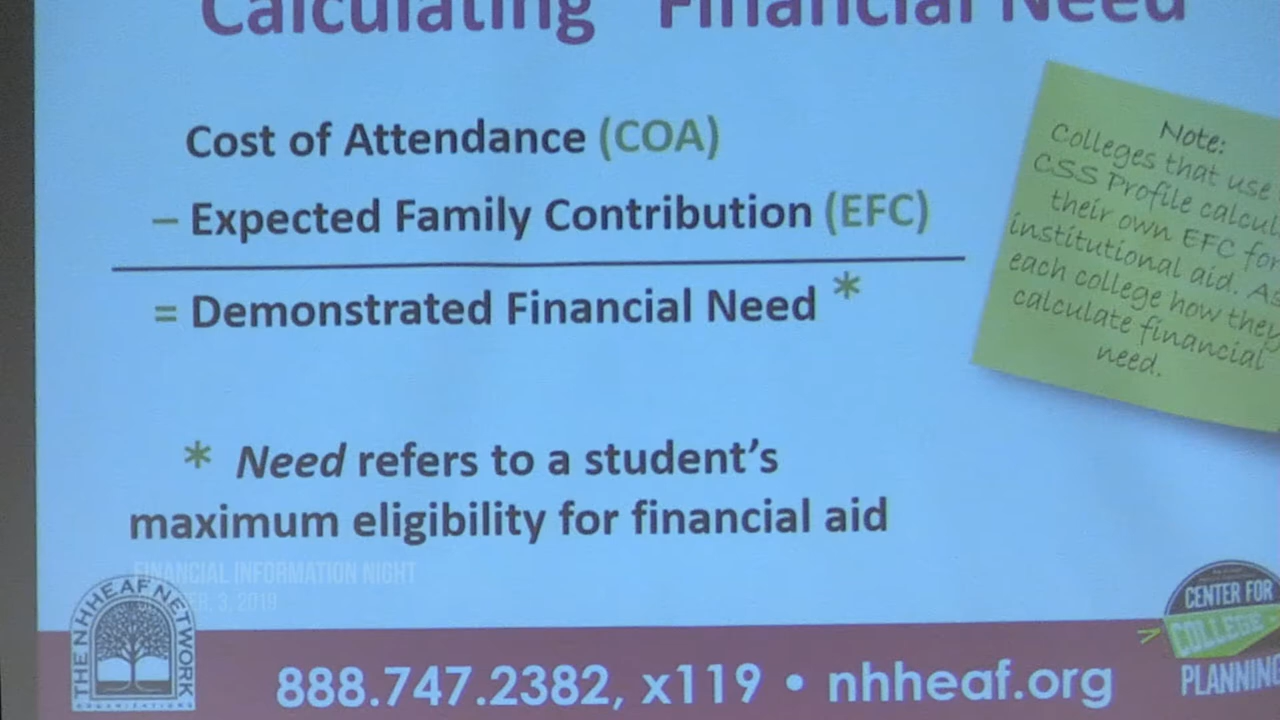 Calculating "Financial Need"
Cost of Attendance (COA)
– Expected Family Contribution (EFC)
= Demonstrated Financial Need *
* Need refers to a student's
maximum eligibility for financial aid
Note:
Colleges that use
CSS Profile
their own EFC for
institutional aid.
each college how they
calculate financial
need.
FINANCIAL INFORMATION NIGHT
3, 2019
THE NHHEAF NETWORK
ORGANIZATIONS
888.747.2382, x119 • nhheaf.org
CENTER FOR
COLLEGE
PLANNING